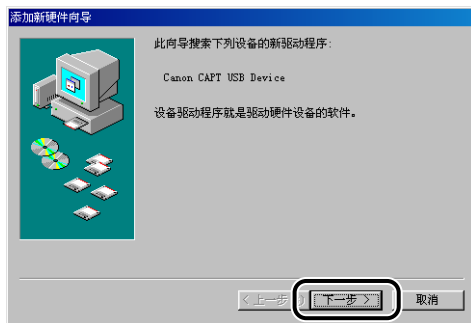 添加新硬件向导
此向导搜索下列设备的新驱动程序:
Canon CAPT USB Device
设备驱动程序就是驱动硬件设备的软件。
< 上一步 下一步 > 取消